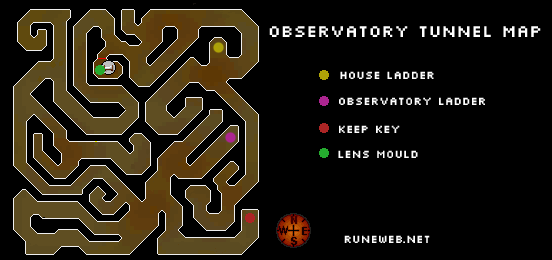 OBSERVATORY TUNNEL MAP
HOUSE LADDER
OBSERVATORY LADDER
KEEP KEY
LENS MOULD
N
W E
S
RUNEWEB.NET